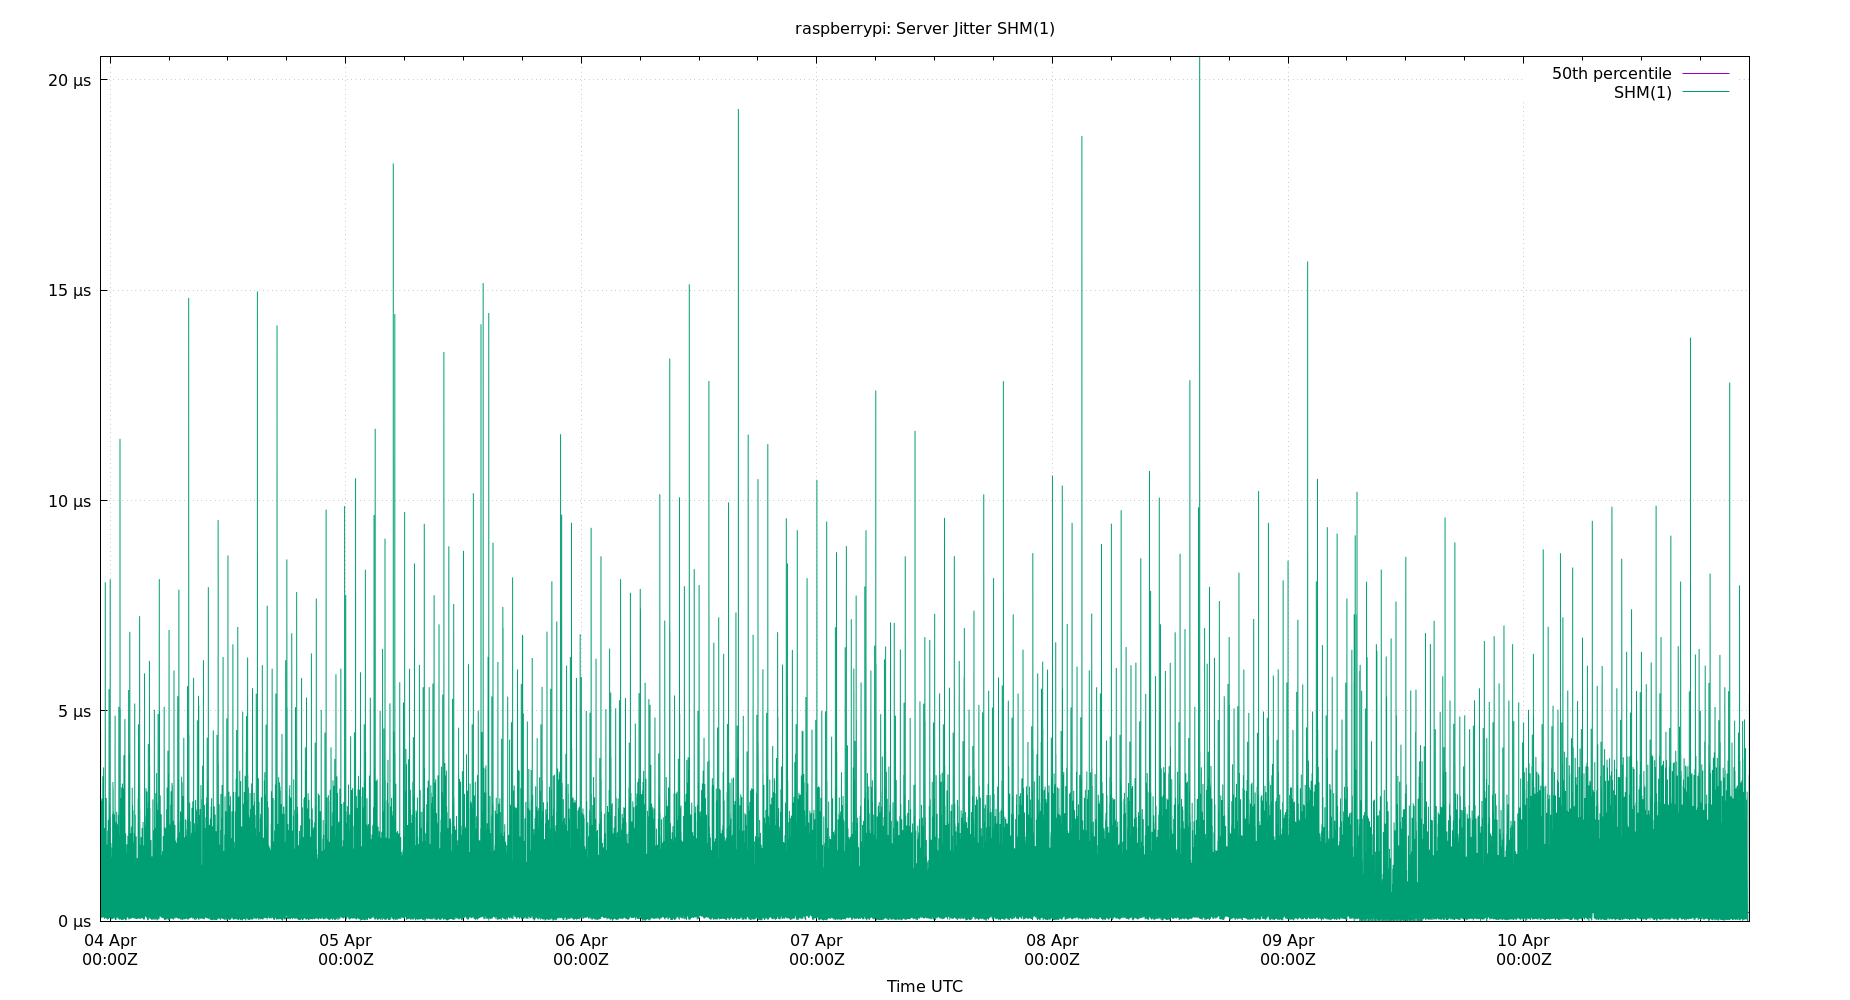 raspberrypi: Server Jitter SHM(1)
50th percentile
SHM(1)
20 µs
15 µs
10 µs
5 µs
0 µs
04 Apr 05 Apr 06 Apr 07 Apr 08 Apr 09 Apr 10 Apr
00:00Z 00:00Z 00:00Z 00:00Z 00:00Z 00:00Z 00:00Z
Time UTC